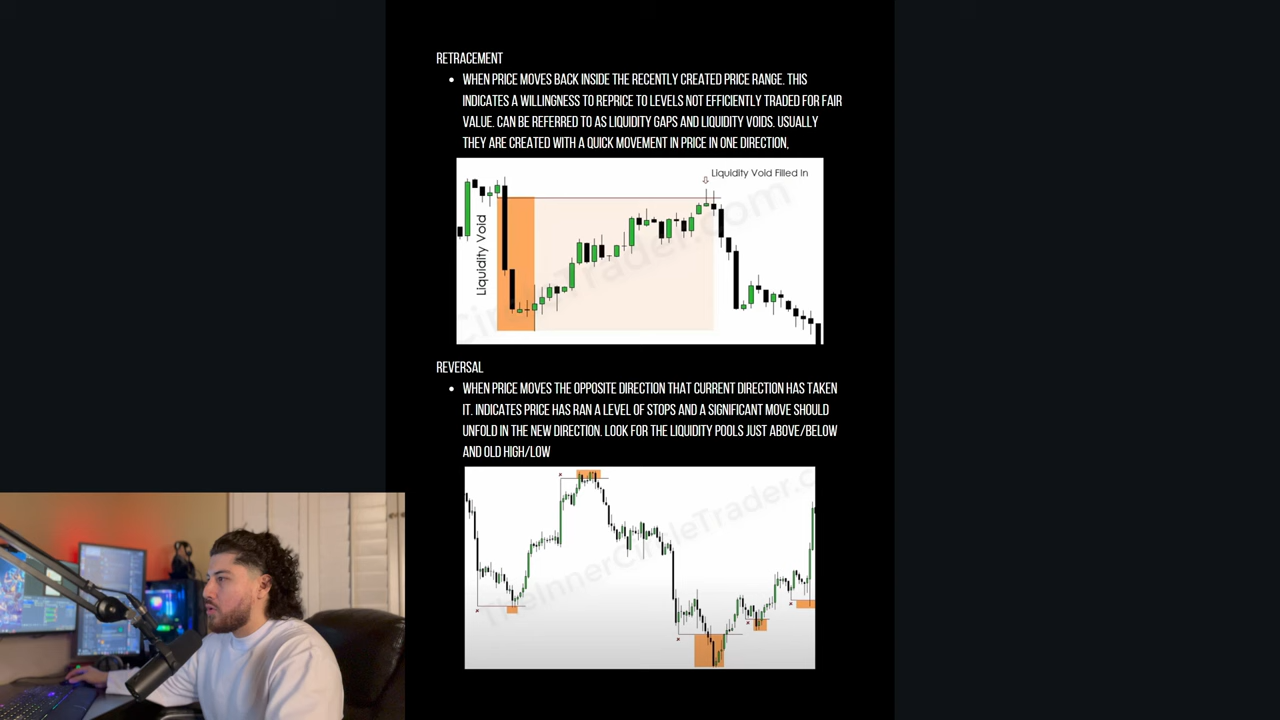 RETRACEMENT
• WHEN PRICE MOVES BACK INSIDE THE RECENTLY CREATED PRICE RANGE. THIS
INDICATES A WILLINGNESS TO REPRICE TO LEVELS NOT EFFICIENTLY TRADED FOR FAIR
VALUE. CAN BE REFERRED TO AS LIQUIDITY GAPS AND LIQUIDITY VOIDS. USUALLY
THEY ARE CREATED WITH A QUICK MOVEMENT IN PRICE IN ONE DIRECTION,
Liquidity Void Filled In
Liquidity Void
REVERSAL
• WHEN PRICE MOVES THE OPPOSITE DIRECTION THAT CURRENT DIRECTION HAS TAKEN
IT. INDICATES PRICE HAS RAN A LEVEL OF STOPS AND A SIGNIFICANT MOVE SHOULD
UNFOLD IN THE NEW DIRECTION. LOOK FOR THE LIQUIDITY POOLS JUST ABOVE/BELOW
AND OLD HIGH/LOW
TheInnerCircleTrader.c